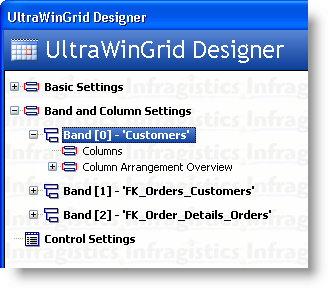 UltraWinGrid Designer
UltraWinGrid Designer
Basic Settings
Band and Column Settings
Band [0] - 'Customers'
Columns
Column Arrangement Overview
Band [1] - 'FK_Orders_Customers'
Band [2] - 'FK_Order_Details_Orders'
Control Settings
Infragistics